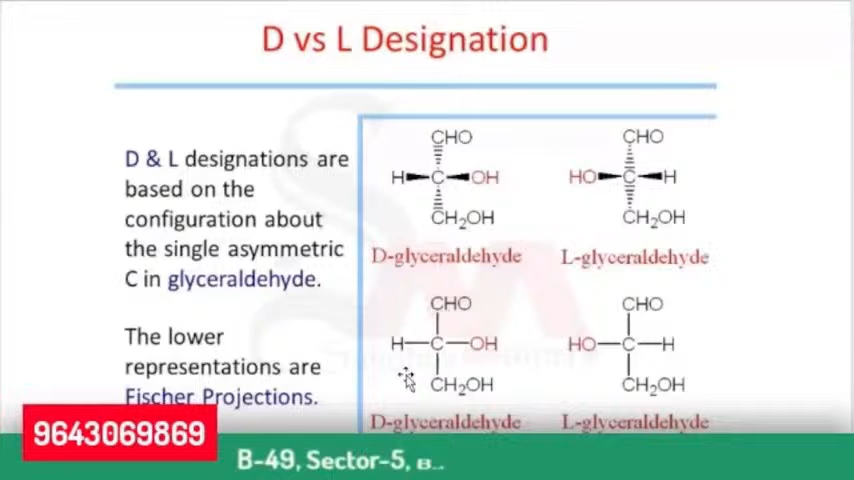 D vs L Designation
D & L designations are
based on the
configuration about
the single asymmetric
C in glyceraldehyde.
The lower
representations are
Fischer Projections.
CHO
H C OH
CH2OH
D-glyceraldehyde
CHO
HO C H
CH2OH
L-glyceraldehyde
CHO
H C OH
CH2OH
D-glyceraldehyde
CHO
HO C H
CH2OH
L-glyceraldehyde
9643069869
B-49, Sector-5, B..